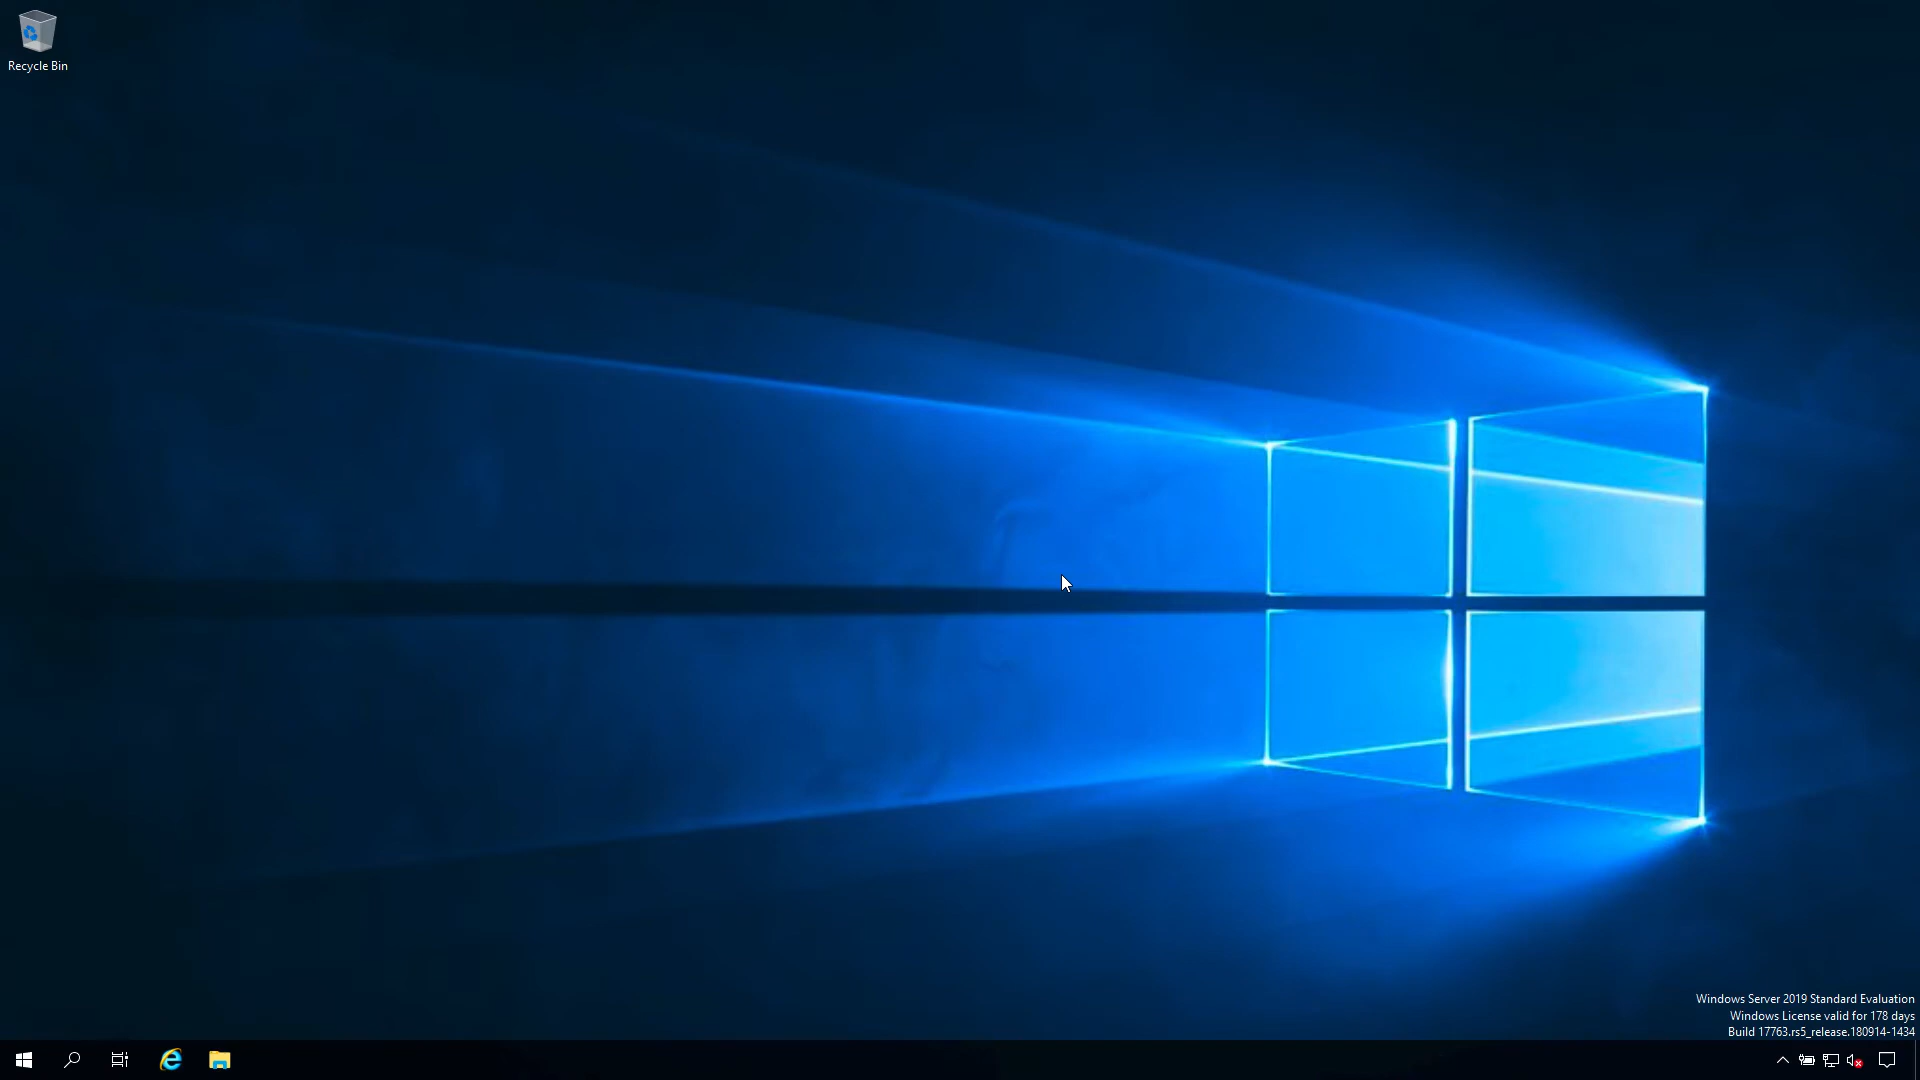 Recycle Bin
Windows Server 2019 Standard Evaluation
Windows License valid for 178 days
Build 17763.rs5_release.180914-1434